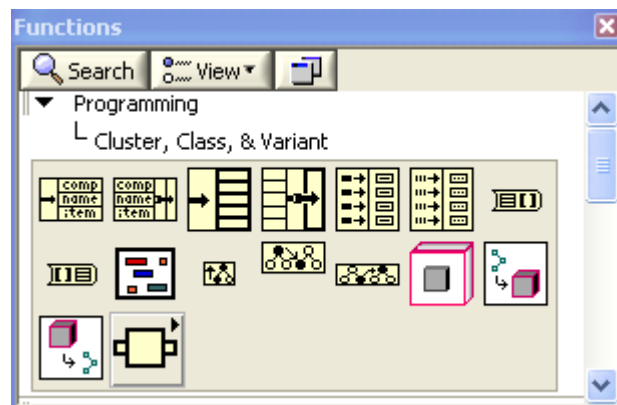 Functions
Search View
Programming
Cluster, Class, & Variant
comp name item
comp name item